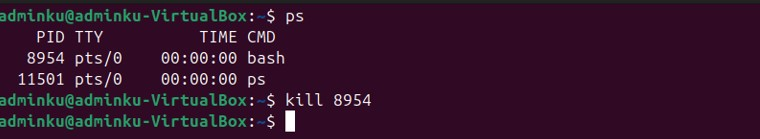 adminku@adminku-VirtualBox:~$ ps
    PID TTY          TIME CMD
   8954 pts/0    00:00:00 bash
  11501 pts/0    00:00:00 ps
adminku@adminku-VirtualBox:~$ kill 8954
adminku@adminku-VirtualBox:~$